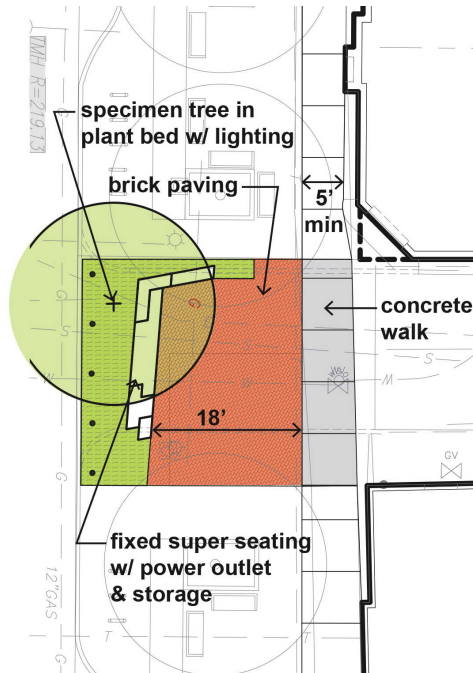 TMH R=219.13
specimen tree in
plant bed w/ lighting
brick paving
5'
min
G
concrete
walk
G
S
S
S
W
W
W
18'
GV
G
fixed super seating
w/ power outlet
& storage
12"GAS
G
T
T